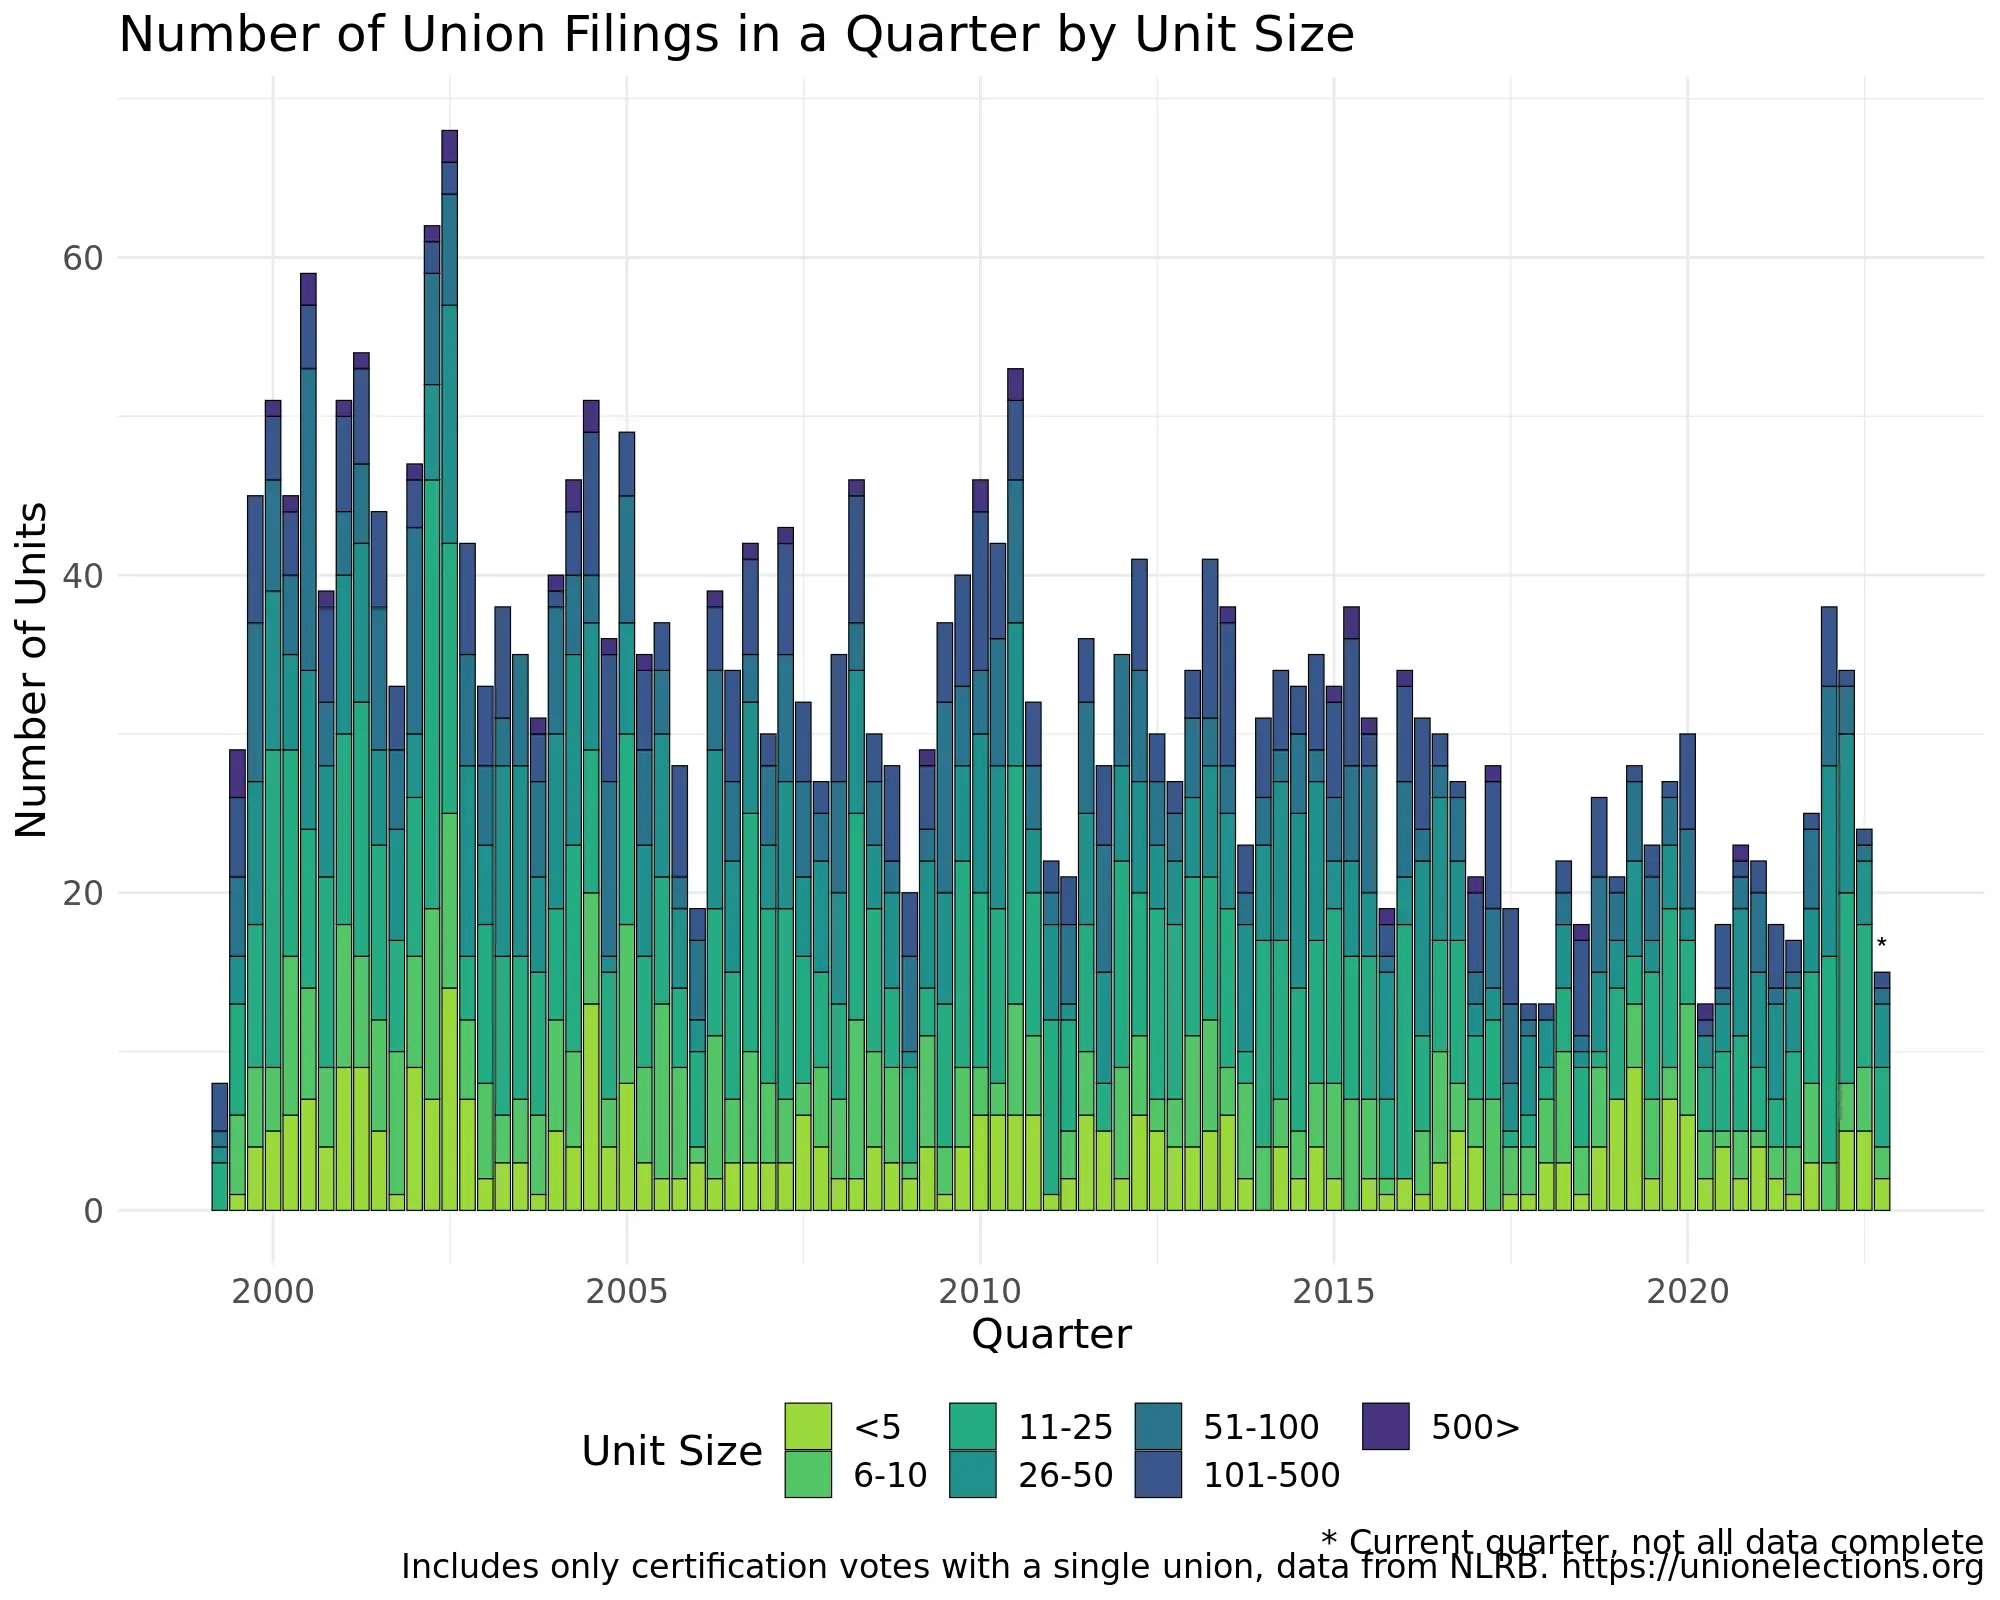 Number of Union Filings in a Quarter by Unit Size
Number of Units
60
40
20
0
*
2000 2005 2010 2015 2020
Quarter
Unit Size
<5 11-25 51-100 500>
6-10 26-50 101-500
* Current quarter, not all data complete
Includes only certification votes with a single union, data from NLRB. https://unionelections.org